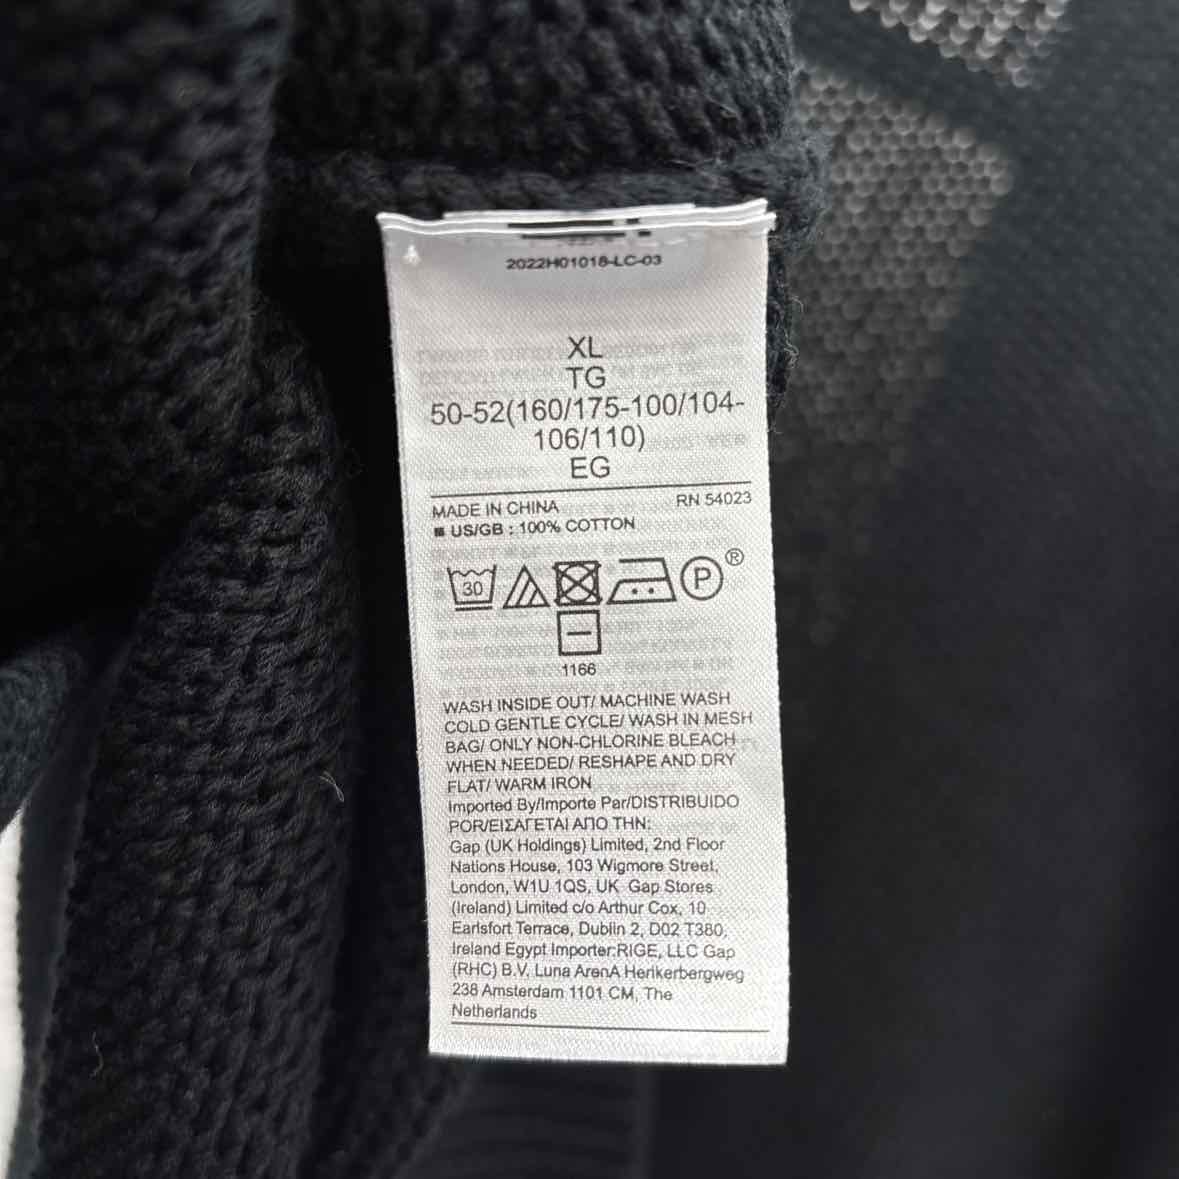 2022H01018-LC-03
XL
TG
50-52(160/175-100/104-
106/110)
EG
MADE IN CHINA RN 54023
US/GB : 100% COTTON
30 P ®
1166
WASH INSIDE OUT/ MACHINE WASH
COLD GENTLE CYCLE/ WASH IN MESH
BAG/ ONLY NON-CHLORINE BLEACH
WHEN NEEDED/ RESHAPE AND DRY
FLAT/ WARM IRON
Imported By/Importe Par/DISTRIBUIDO
POR/ΕΙΣΑΓΕΤΑΙ ΑΠΟ ΤΗΝ:
Gap (UK Holdings) Limited, 2nd Floor
Nations House, 103 Wigmore Street,
London, W1U 1QS, UK Gap Stores
(Ireland) Limited c/o Arthur Cox, 10
Earlsfort Terrace, Dublin 2, D02 T380,
Ireland Egypt Importer:RIGE, LLC Gap
(RHC) B.V. Luna ArenA Herikerbergweg
238 Amsterdam 1101 CM, The
Netherlands